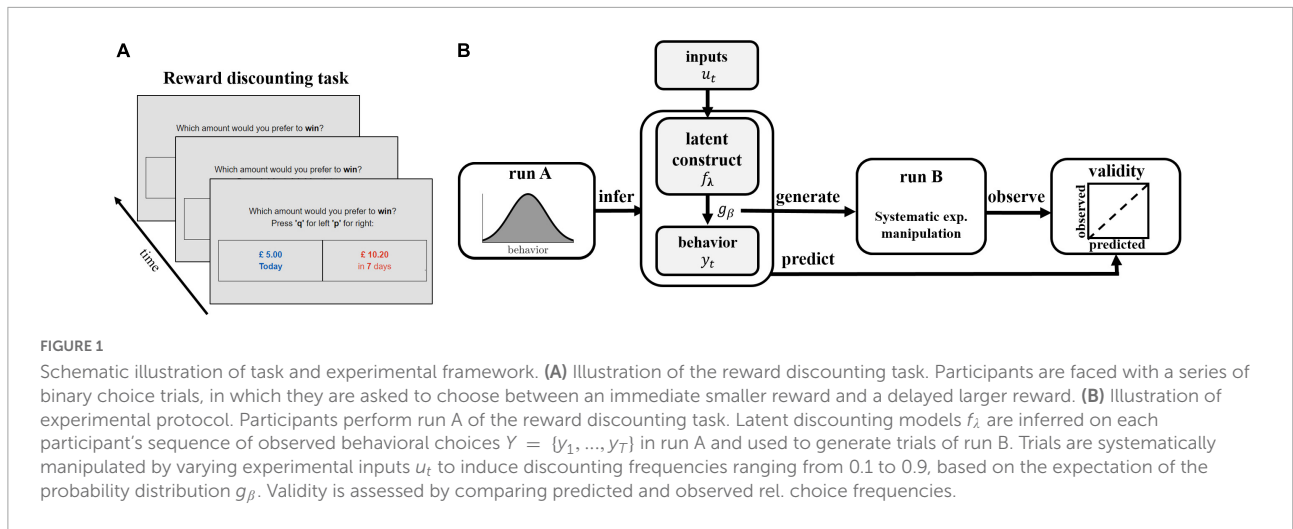 A
Reward discounting task
Which amount would you prefer to win?
Which amount would you prefer to win?
Which amount would you prefer to win?
Press 'q' for left 'p' for right:
£ 5.00
Today
£ 10.20
in 7 days
time
B
inputs
u_t
latent
construct
f_λ
g_β
behavior
y_t
run A
behavior
infer
generate
predict
run B
Systematic exp.
manipulation
observe
validity
observed
predicted
FIGURE 1
Schematic illustration of task and experimental framework. (A) Illustration of the reward discounting task. Participants are faced with a series of
binary choice trials, in which they are asked to choose between an immediate smaller reward and a delayed larger reward. (B) Illustration of
experimental protocol. Participants perform run A of the reward discounting task. Latent discounting models f_λ are inferred on each
participant's sequence of observed behavioral choices Y = {y_1, ..., y_T} in run A and used to generate trials of run B. Trials are systematically
manipulated by varying experimental inputs u_t to induce discounting frequencies ranging from 0.1 to 0.9, based on the expectation of the
probability distribution g_β. Validity is assessed by comparing predicted and observed rel. choice frequencies.